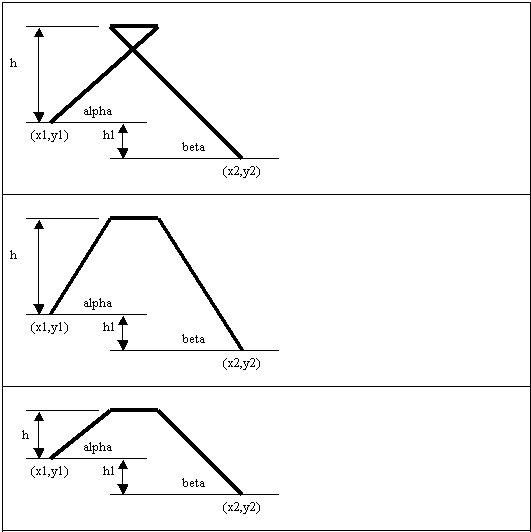 h
alpha
(x1,y1)
h1
beta
(x2,y2)
h
alpha
(x1,y1)
h1
beta
(x2,y2)
h
alpha
(x1,y1)
h1
beta
(x2,y2)